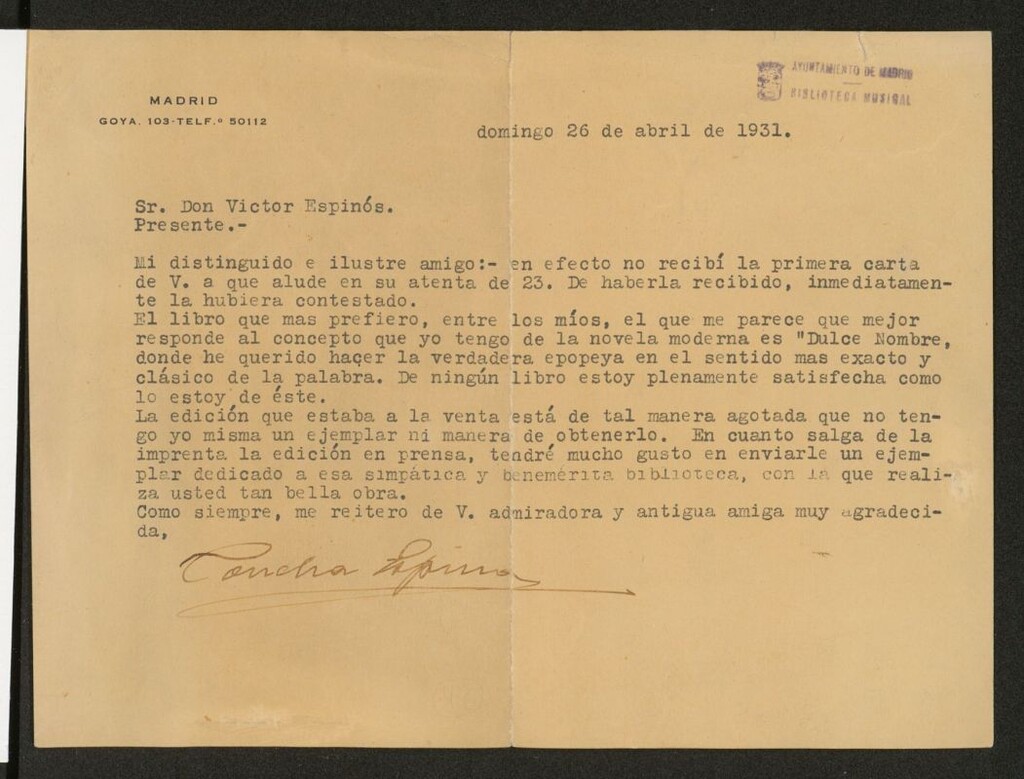 MADRID
GOYA. 103-TELF.º 50112
AYUNTAMIENTO DE MADRID
BIBLIOTECA MUSICAL
domingo 26 de abril de 1931.
Sr. Don Victor Espinós.
Presente.-
Mi distinguido e ilustre amigo:- en efecto no recibí la primera carta
de V. a que alude en su atenta de 23. De haberla recibido, inmediatamen-
te la hubiera contestado.
El libro que mas prefiero, entre los míos, el que me parece que mejor
responde al concepto que yo tengo de la novela moderna es "Dulce Nombre,
donde he querido haçer la verdadera epopeya en el sentido mas exacto y
clásico de la palabra. De ningún libro estoy plenamente satisfecha como
lo estoy de éste.
La edición que estaba a la venta está de tal manera agotada que no ten-
go yo misma un ejemplar ni manera de obtenerlo. En cuanto salga de la
imprenta la edición en prensa, tendré mucho gusto en enviarle un ejem-
plar dedicado a esa simpática y benemérita biblioteca, con la que reali-
za usted tan bella obra.
Como siempre, me reitero de V. admiradora y antigua amiga muy agradeci-
da,
Concha Espina